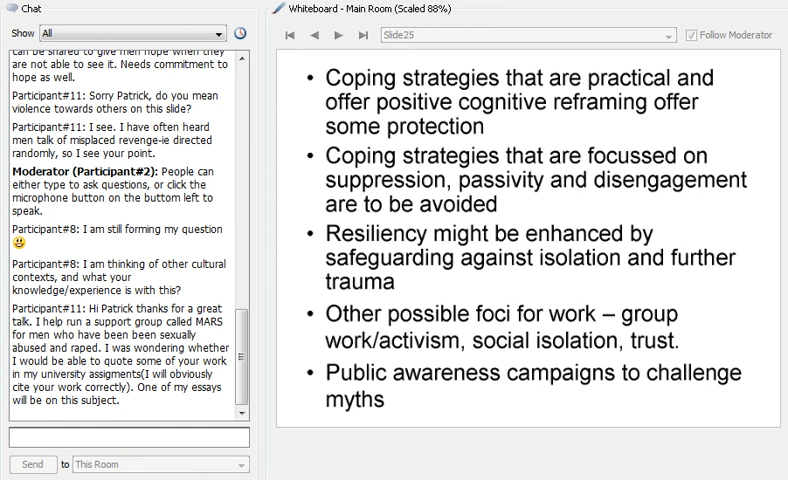 Chat
Show All
can be shared to give men hope when they
are not able to see it. Needs commitment to
hope as well.
Participant#11: Sorry Patrick, do you mean
violence towards others on this slide?
Participant#11: I see. I have often heard
men talk of misplaced revenge-ie directed
randomly, so I see your point.
Moderator (Participant#2): People can
either type to ask questions, or click the
microphone button on the buttom left to
speak.
Participant#8: I am still forming my question
Participant#8: I am thinking of other cultural
contexts, and what your
knowledge/experience is with this?
Participant#11: Hi Patrick thanks for a great
talk. I help run a support group called MARS
for men who have been been sexually
abused and raped. I was wondering whether
I would be able to quote some of your work
in my university assigments(I will obviously
cite your work correctly). One of my essays
will be on this subject.
Send to This Room
Whiteboard - Main Room (Scaled 88%)
Slide25 Follow Moderator
• Coping strategies that are practical and
offer positive cognitive reframing offer
some protection
• Coping strategies that are focussed on
suppression, passivity and disengagement
are to be avoided
• Resiliency might be enhanced by
safeguarding against isolation and further
trauma
• Other possible foci for work – group
work/activism, social isolation, trust.
• Public awareness campaigns to challenge
myths